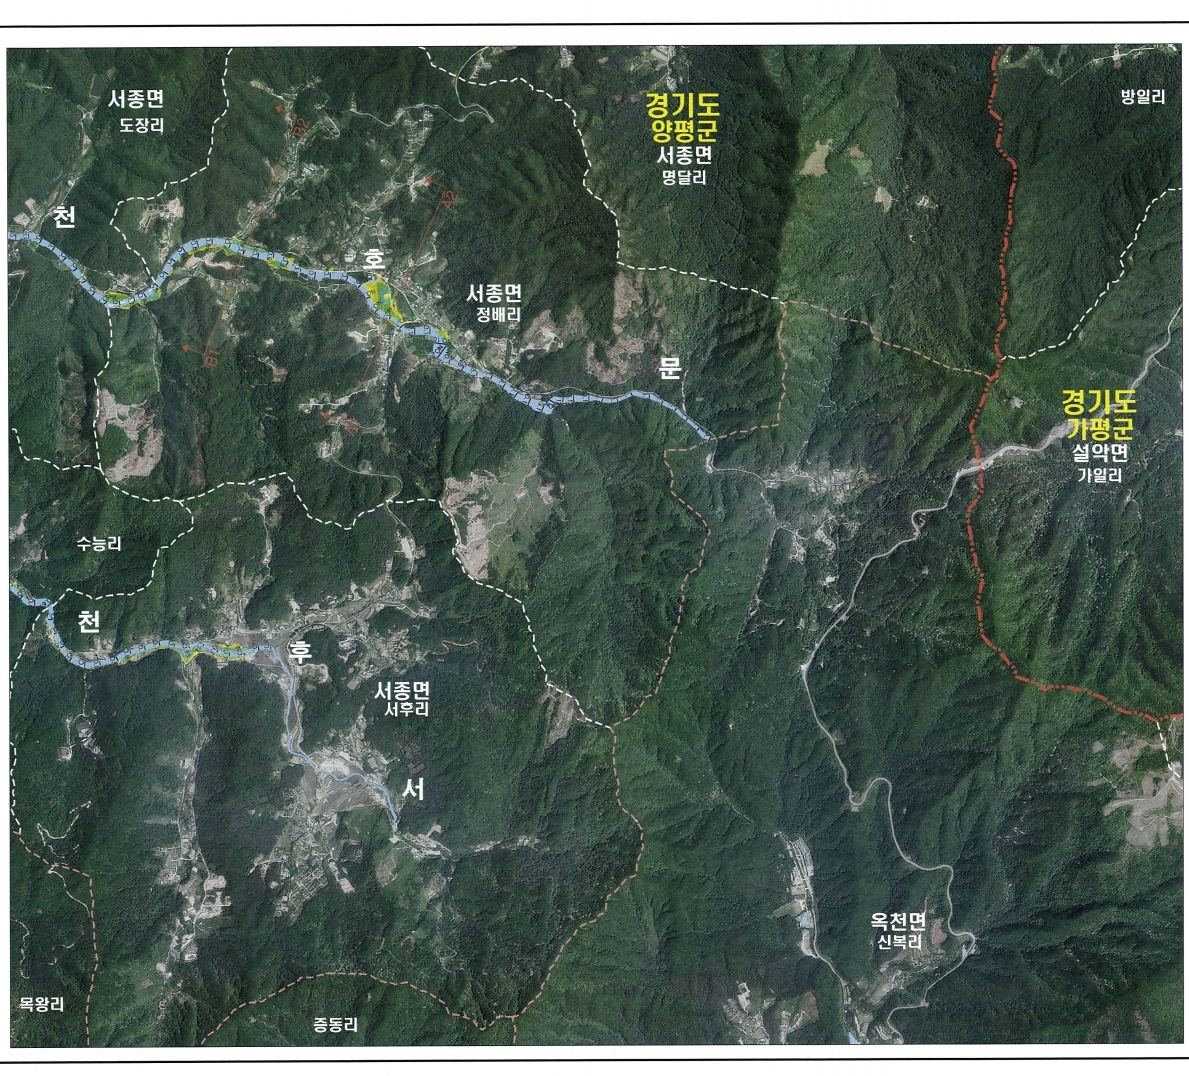 서종면
도장리
경기도
양평군
서종면
명달리
방일리
천
호
문
서종면
정배리
B2
A2
B1
경기도
가평군
설악면
가일리
수능리
천
후
서
서종면
서후리
옥천면
신복리
목왕리
증동리